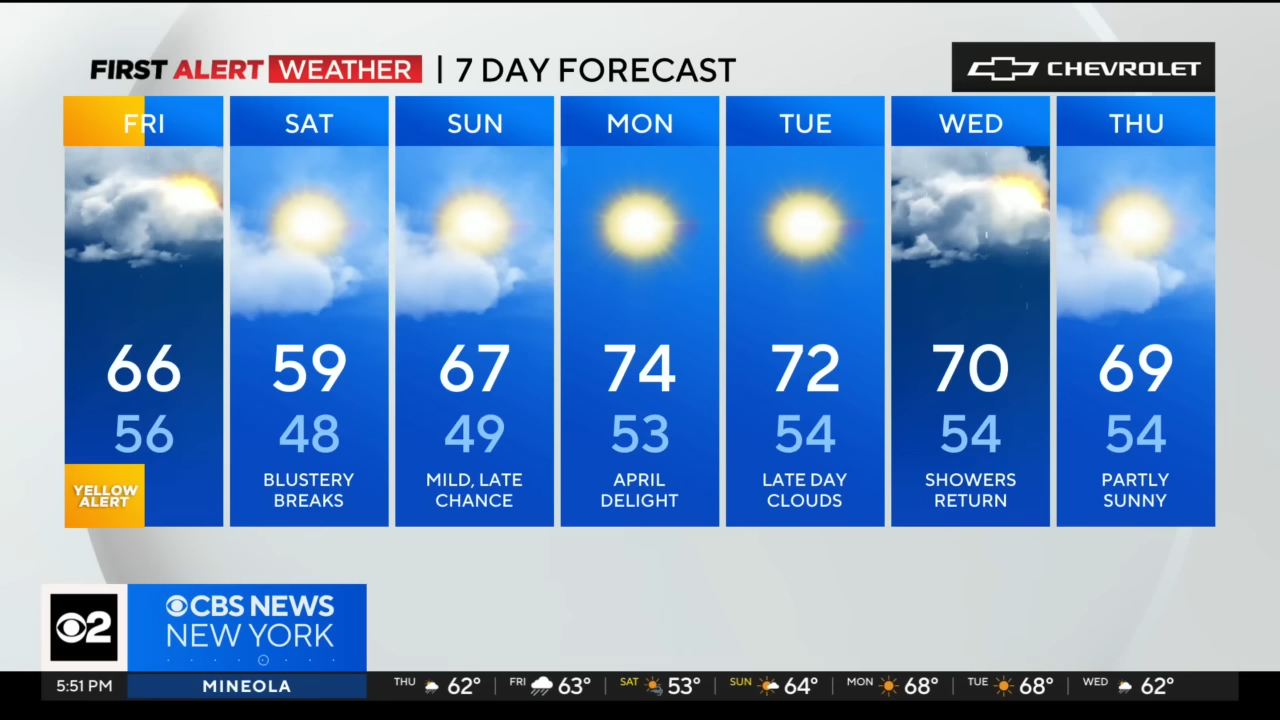 FIRST ALERT WEATHER | 7 DAY FORECAST
CHEVROLET
FRI SAT SUN MON TUE WED THU
66 59 67 74 72 70 69
56 48 49 53 54 54 54
YELLOW
ALERT
BLUSTERY
BREAKS
MILD, LATE
CHANCE
APRIL
DELIGHT
LATE DAY
CLOUDS
SHOWERS
RETURN
PARTLY
SUNNY
2
CBS NEWS
NEW YORK
5:51 PM MINEOLA THU 62° | FRI 63° | SAT 53° | SUN 64° | MON 68° | TUE 68° | WED 62°